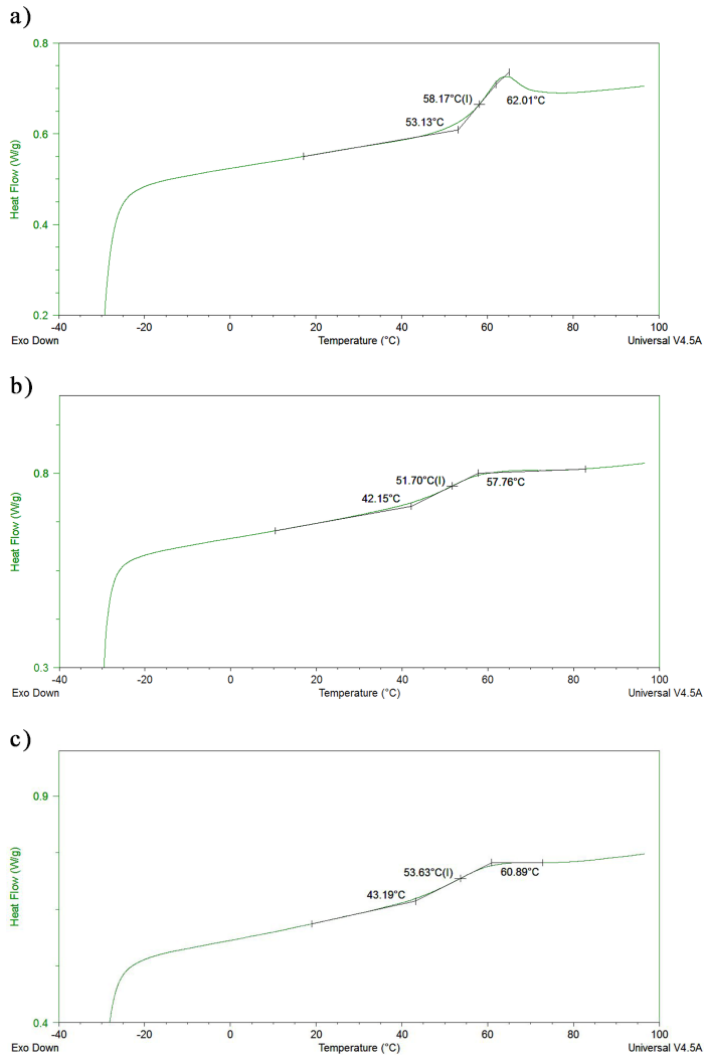 a)
0.8
58.17°C(I)
62.01°C
53.13°C
0.6
Heat Flow (W/g)
0.4
0.2
-40 -20 0 20 40 60 80 100
Exo Down Temperature (°C) Universal V4.5A
b)
0.8
51.70°C(I)
57.76°C
42.15°C
Heat Flow (W/g)
0.3
-40 -20 0 20 40 60 80 100
Exo Down Temperature (°C) Universal V4.5A
c)
0.9
53.63°C(I)
60.89°C
43.19°C
Heat Flow (W/g)
0.4
-40 -20 0 20 40 60 80 100
Exo Down Temperature (°C) Universal V4.5A